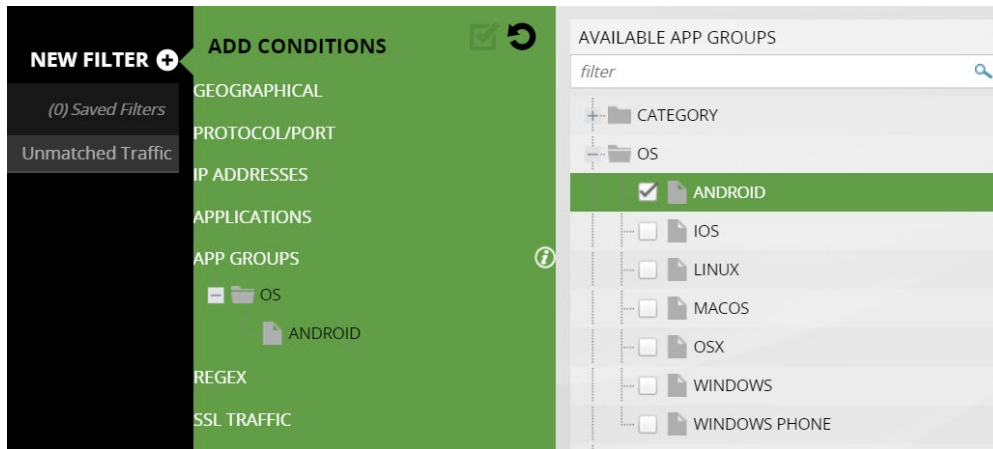 NEW FILTER
(0) Saved Filters
Unmatched Traffic
ADD CONDITIONS
GEOGRAPHICAL
PROTOCOL/PORT
IP ADDRESSES
APPLICATIONS
APP GROUPS
OS
ANDROID
REGEX
SSL TRAFFIC
AVAILABLE APP GROUPS
filter
CATEGORY
OS
ANDROID
IOS
LINUX
MACOS
OSX
WINDOWS
WINDOWS PHONE